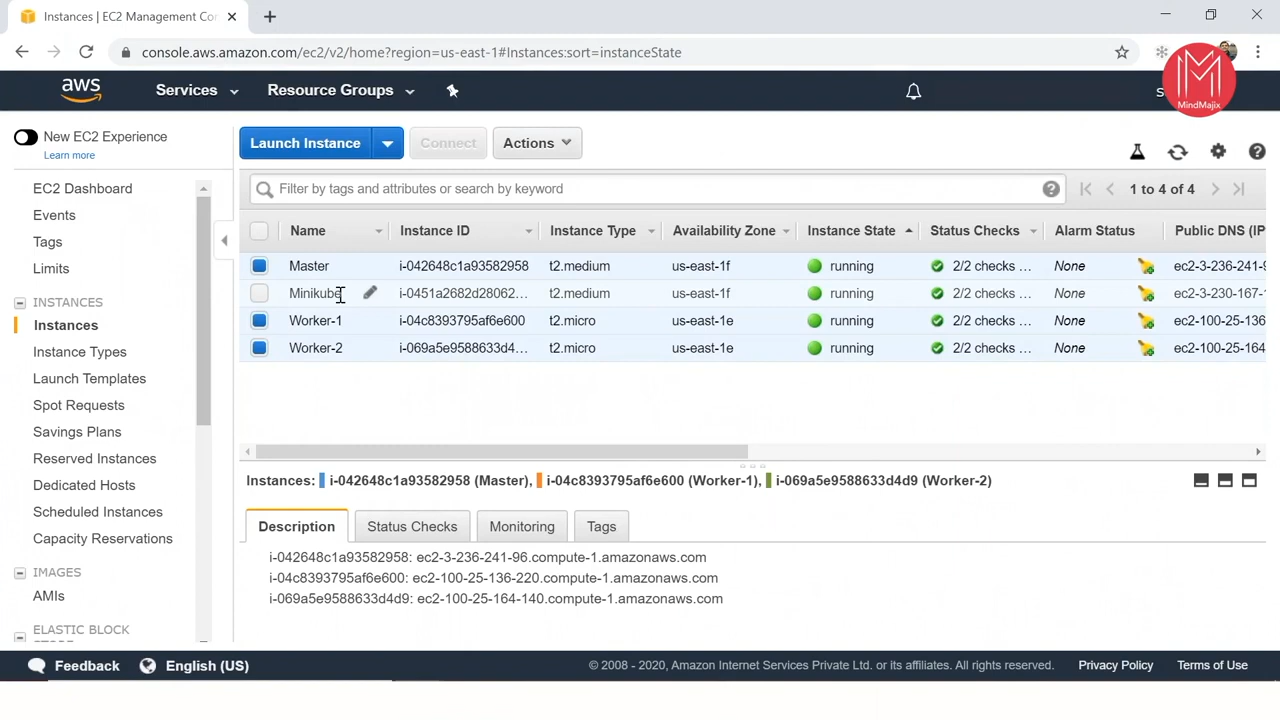 Instances | EC2 Management Con
console.aws.amazon.com/ec2/v2/home?region=us-east-1#Instances:sort=instanceState
aws
Services
Resource Groups
MindMajix
New EC2 Experience
Learn more
EC2 Dashboard
Events
Tags
Limits
INSTANCES
Instances
Instance Types
Launch Templates
Spot Requests
Savings Plans
Reserved Instances
Dedicated Hosts
Scheduled Instances
Capacity Reservations
IMAGES
AMIs
ELASTIC BLOCK
Launch Instance
Connect
Actions
Filter by tags and attributes or search by keyword
1 to 4 of 4
Name Instance ID Instance Type Availability Zone Instance State Status Checks Alarm Status Public DNS (IP
Master i-042648c1a93582958 t2.medium us-east-1f running 2/2 checks ... None ec2-3-236-241-9
Minikube i-0451a2682d28062... t2.medium us-east-1f running 2/2 checks ... None ec2-3-230-167-1
Worker-1 i-04c8393795af6e600 t2.micro us-east-1e running 2/2 checks ... None ec2-100-25-136
Worker-2 i-069a5e9588633d4... t2.micro us-east-1e running 2/2 checks ... None ec2-100-25-164
Instances: i-042648c1a93582958 (Master), i-04c8393795af6e600 (Worker-1), i-069a5e9588633d4d9 (Worker-2)
Description Status Checks Monitoring Tags
i-042648c1a93582958: ec2-3-236-241-96.compute-1.amazonaws.com
i-04c8393795af6e600: ec2-100-25-136-220.compute-1.amazonaws.com
i-069a5e9588633d4d9: ec2-100-25-164-140.compute-1.amazonaws.com
Feedback English (US) © 2008 - 2020, Amazon Internet Services Private Ltd. or its affiliates. All rights reserved. Privacy Policy Terms of Use